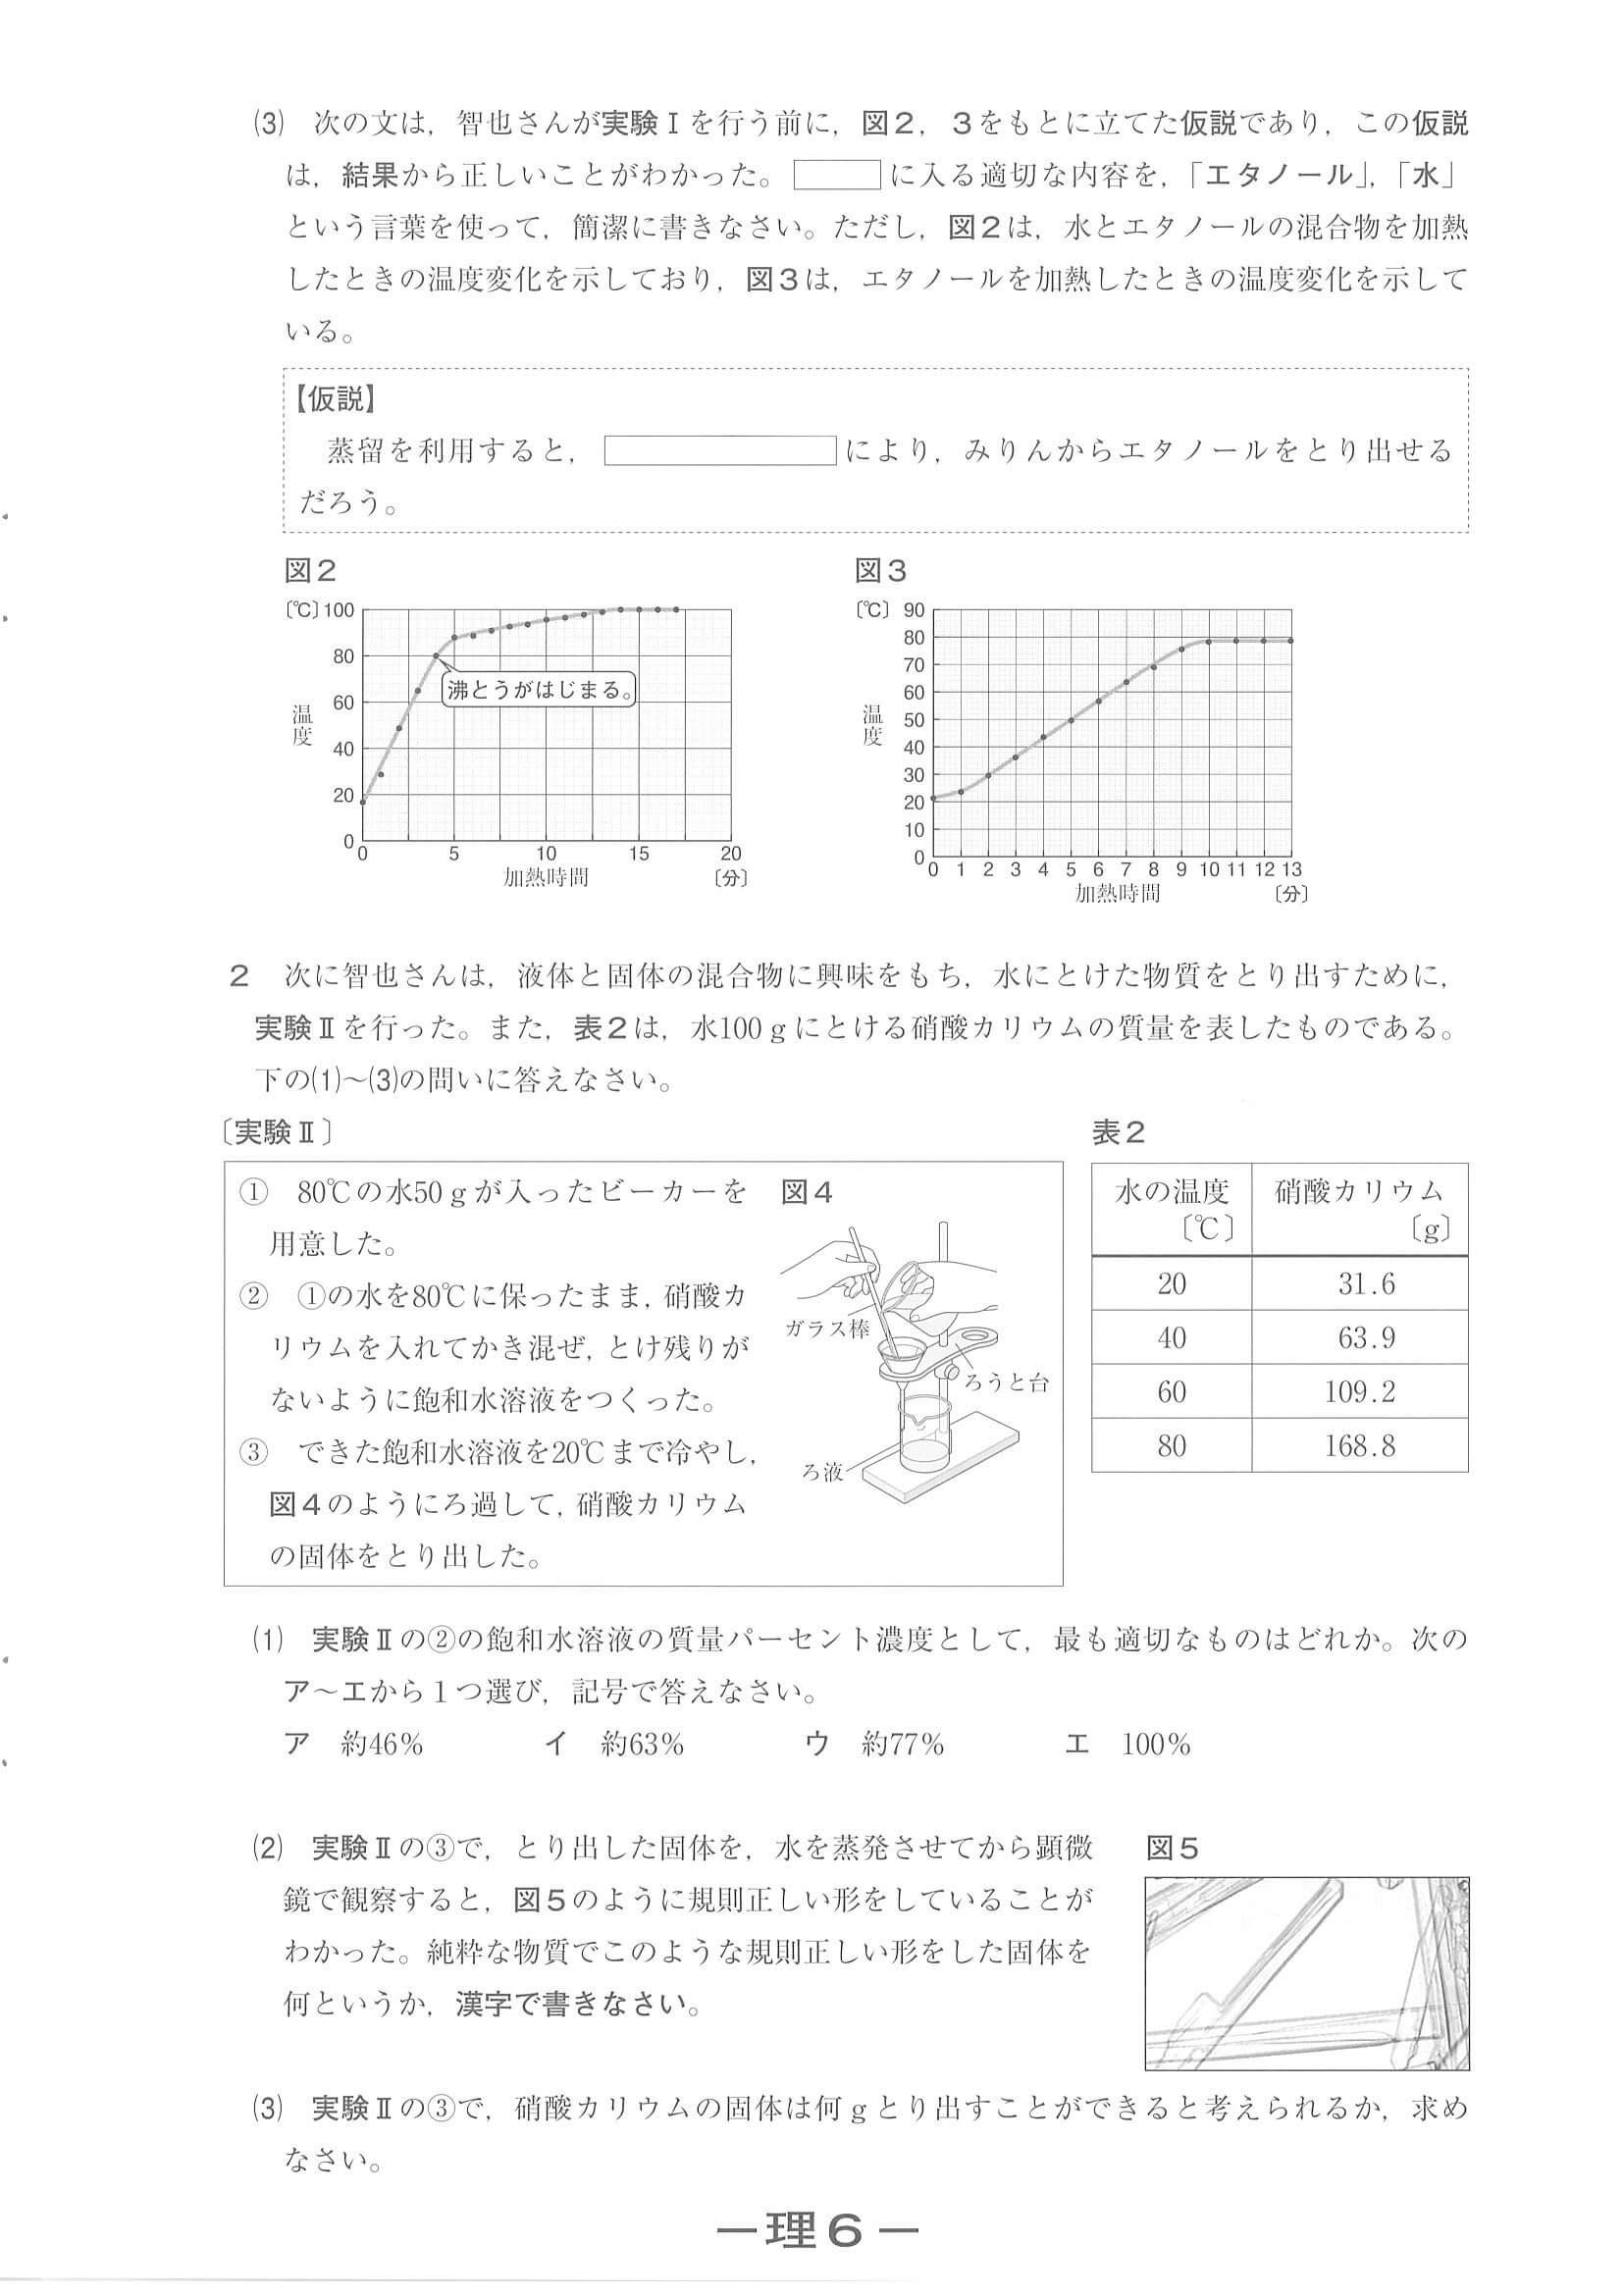 (3) 次の文は，智也さんが実験Ⅰを行う前に，図２，３をもとに立てた仮説であり，この仮説
は，結果から正しいことがわかった。 に入る適切な内容を，「エタノール」，「水」
という言葉を使って，簡潔に書きなさい。ただし，図２は，水とエタノールの混合物を加熱
したときの温度変化を示しており，図３は，エタノールを加熱したときの温度変化を示して
いる。
【仮説】
蒸留を利用すると， により，みりんからエタノールをとり出せる
だろう。
図２
〔℃〕100
80
60
40
20
0
温度
沸とうがはじまる。
0 5 10 15 20
加熱時間 〔分〕
図３
〔℃〕 90
80
70
60
50
40
30
20
10
0
温度
0 1 2 3 4 5 6 7 8 9 10 11 12 13
加熱時間 〔分〕
２ 次に智也さんは，液体と固体の混合物に興味をもち，水にとけた物質をとり出すために，
実験Ⅱを行った。また，表２は，水100ｇにとける硝酸カリウムの質量を表したものである。
下の(1)～(3)の問いに答えなさい。
〔実験Ⅱ〕
① 80℃の水50ｇが入ったビーカーを
用意した。
② ①の水を80℃に保ったまま，硝酸カ
リウムを入れてかき混ぜ，とけ残りが
ないように飽和水溶液をつくった。
③ できた飽和水溶液を20℃まで冷やし，
図４のようにろ過して，硝酸カリウム
の固体をとり出した。
図４
ガラス棒
ろうと台
ろ液
表２
水の温度〔℃〕 硝酸カリウム〔g〕
20 31.6
40 63.9
60 109.2
80 168.8
(1) 実験Ⅱの②の飽和水溶液の質量パーセント濃度として，最も適切なものはどれか。次の
ア～エから１つ選び，記号で答えなさい。
ア 約46％ イ 約63％ ウ 約77％ エ 100％
(2) 実験Ⅱの③で，とり出した固体を，水を蒸発させてから顕微
鏡で観察すると，図５のように規則正しい形をしていることが
わかった。純粋な物質でこのような規則正しい形をした固体を
何というか，漢字で書きなさい。
図５
(3) 実験Ⅱの③で，硝酸カリウムの固体は何ｇとり出すことができると考えられるか，求め
なさい。
―理６―